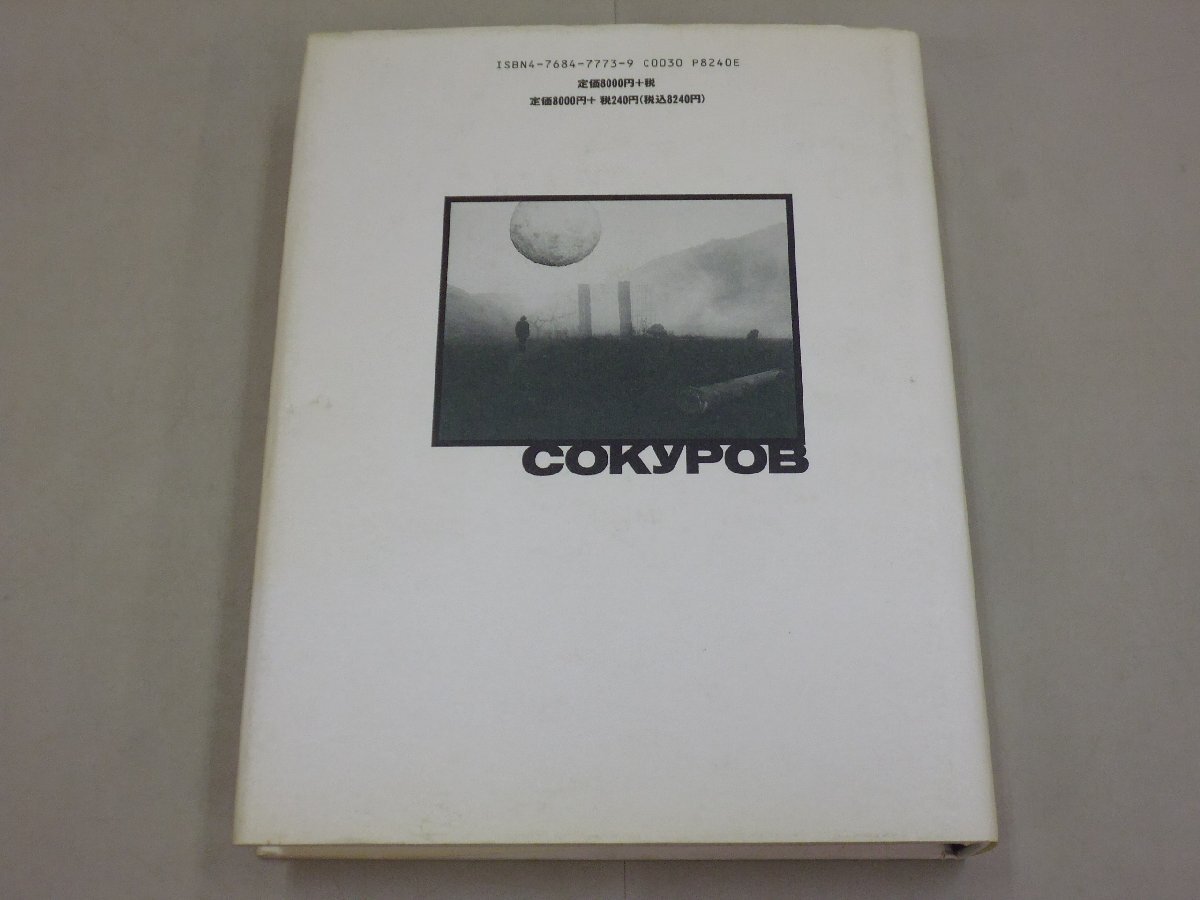 ISBN4-7684-7773-9 C0030 P8240E
定価8000円+税
定価8000円+ 税240円(税込8240円)
СОКУРОВ